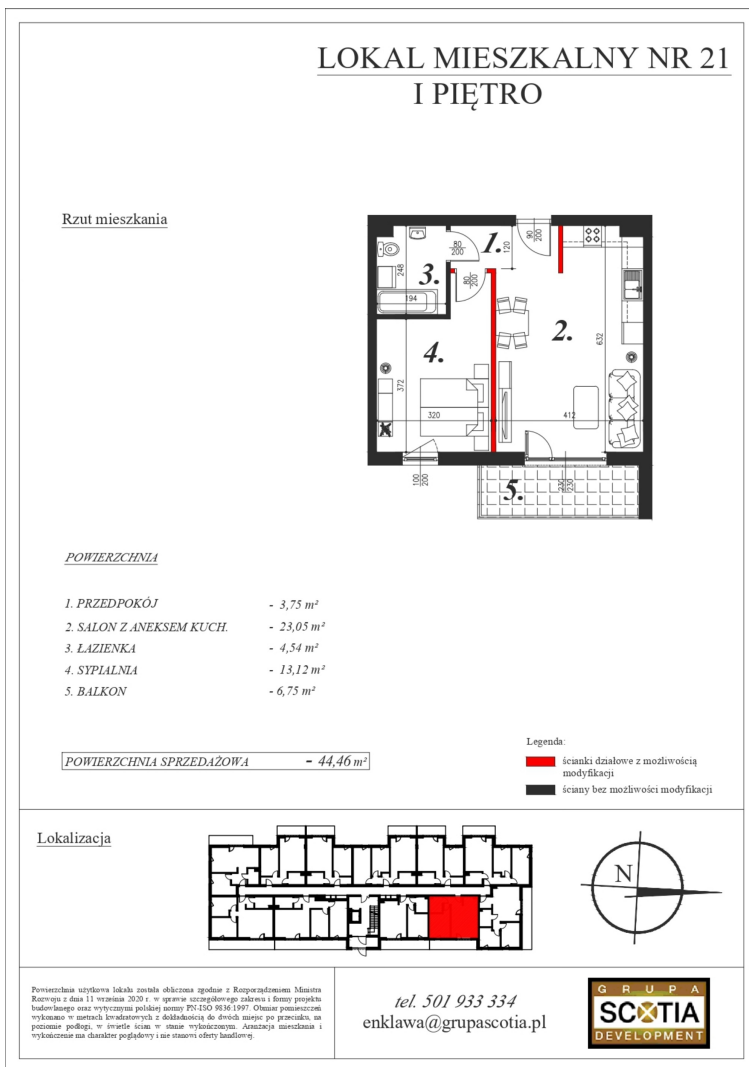 LOKAL MIESZKALNY NR 21
I PIĘTRO
Rzut mieszkania
1.
2.
3.
4.
5.
80
200
90
200
120
80
200
248
194
372
320
632
412
100
200
230
230
POWIERZCHNIA
1. PRZEDPOKÓJ - 3,75 m²
2. SALON Z ANEKSEM KUCH. - 23,05 m²
3. ŁAZIENKA - 4,54 m²
4. SYPIALNIA - 13,12 m²
5. BALKON - 6,75 m²
POWIERZCHNIA SPRZEDAŻOWA - 44,46 m²
Legenda:
ścianki działowe z możliwością
modyfikacji
ściany bez możliwości modyfikacji
Lokalizacja
N
Powierzchnia użytkowa lokalu została obliczona zgodnie z Rozporządzeniem Ministra
Rozwoju z dnia 11 września 2020 r. w sprawie szczegółowego zakresu i formy projektu
budowlanego oraz wytycznymi polskiej normy PN-ISO 9836:1997. Obmiar pomieszczeń
wykonano w metrach kwadratowych z dokładnością do dwóch miejsc po przecinku, na
poziomie podłogi, w świetle ścian w stanie wykończonym. Aranżacja mieszkania i
wykończenie ma charakter poglądowy i nie stanowi oferty handlowej.
tel. 501 933 334
enklawa@grupascotia.pl
GRUPA
SCOTIA
DEVELOPMENT